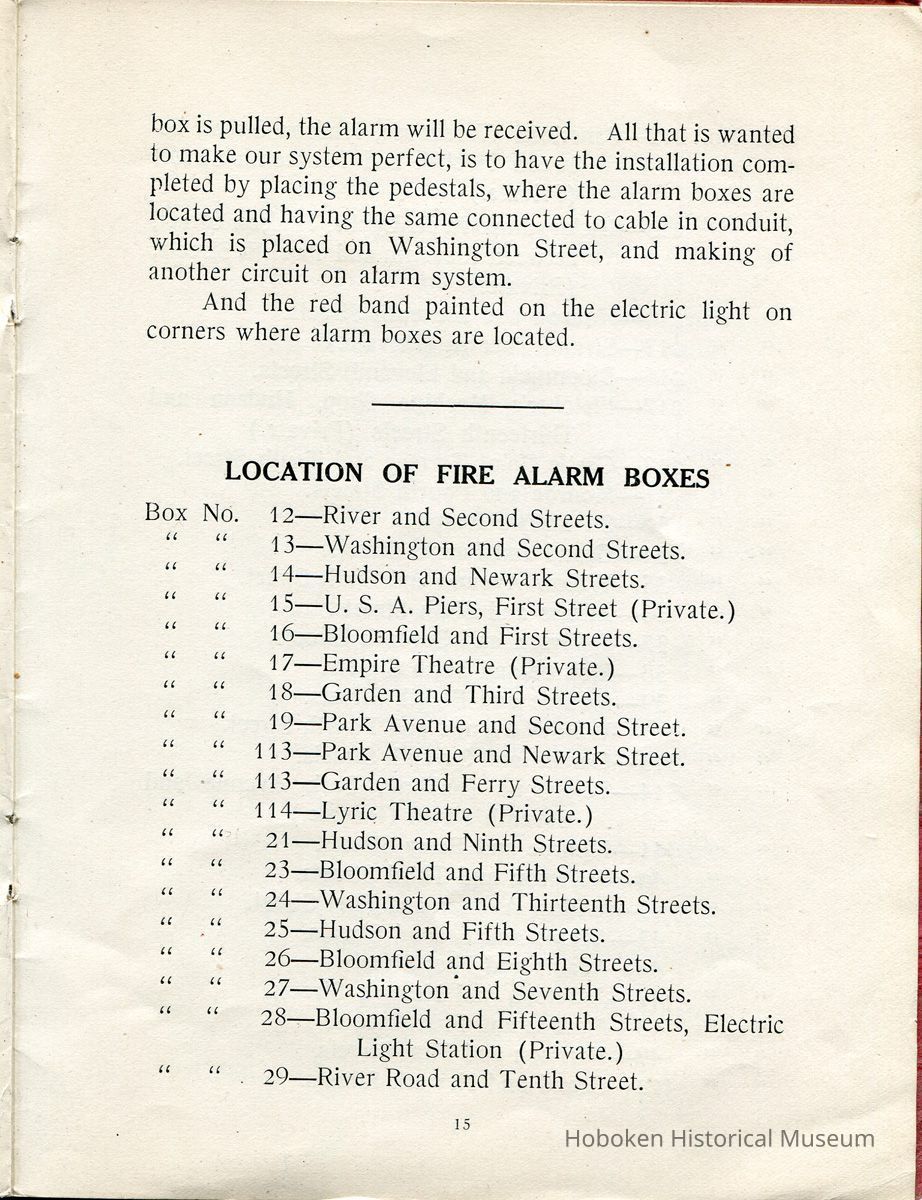 box is pulled, the alarm will be received. All that is wanted
to make our system perfect, is to have the installation com-
pleted by placing the pedestals, where the alarm boxes are
located and having the same connected to cable in conduit,
which is placed on Washington Street, and making of
another circuit on alarm system.
And the red band painted on the electric light on
corners where alarm boxes are located.
LOCATION OF FIRE ALARM BOXES
Box No. 12—River and Second Streets.
“ “ 13—Washington and Second Streets.
“ “ 14—Hudson and Newark Streets.
“ “ 15—U. S. A. Piers, First Street (Private.)
“ “ 16—Bloomfield and First Streets.
“ “ 17—Empire Theatre (Private.)
“ “ 18—Garden and Third Streets.
“ “ 19—Park Avenue and Second Street.
“ “ 113—Park Avenue and Newark Street.
“ “ 113—Garden and Ferry Streets.
“ “ 114—Lyric Theatre (Private.)
“ “ 21—Hudson and Ninth Streets.
“ “ 23—Bloomfield and Fifth Streets.
“ “ 24—Washington and Thirteenth Streets.
“ “ 25—Hudson and Fifth Streets.
“ “ 26—Bloomfield and Eighth Streets.
“ “ 27—Washington and Seventh Streets.
“ “ 28—Bloomfield and Fifteenth Streets, Electric
Light Station (Private.)
“ “ 29—River Road and Tenth Street.
15
Hoboken Historical Museum